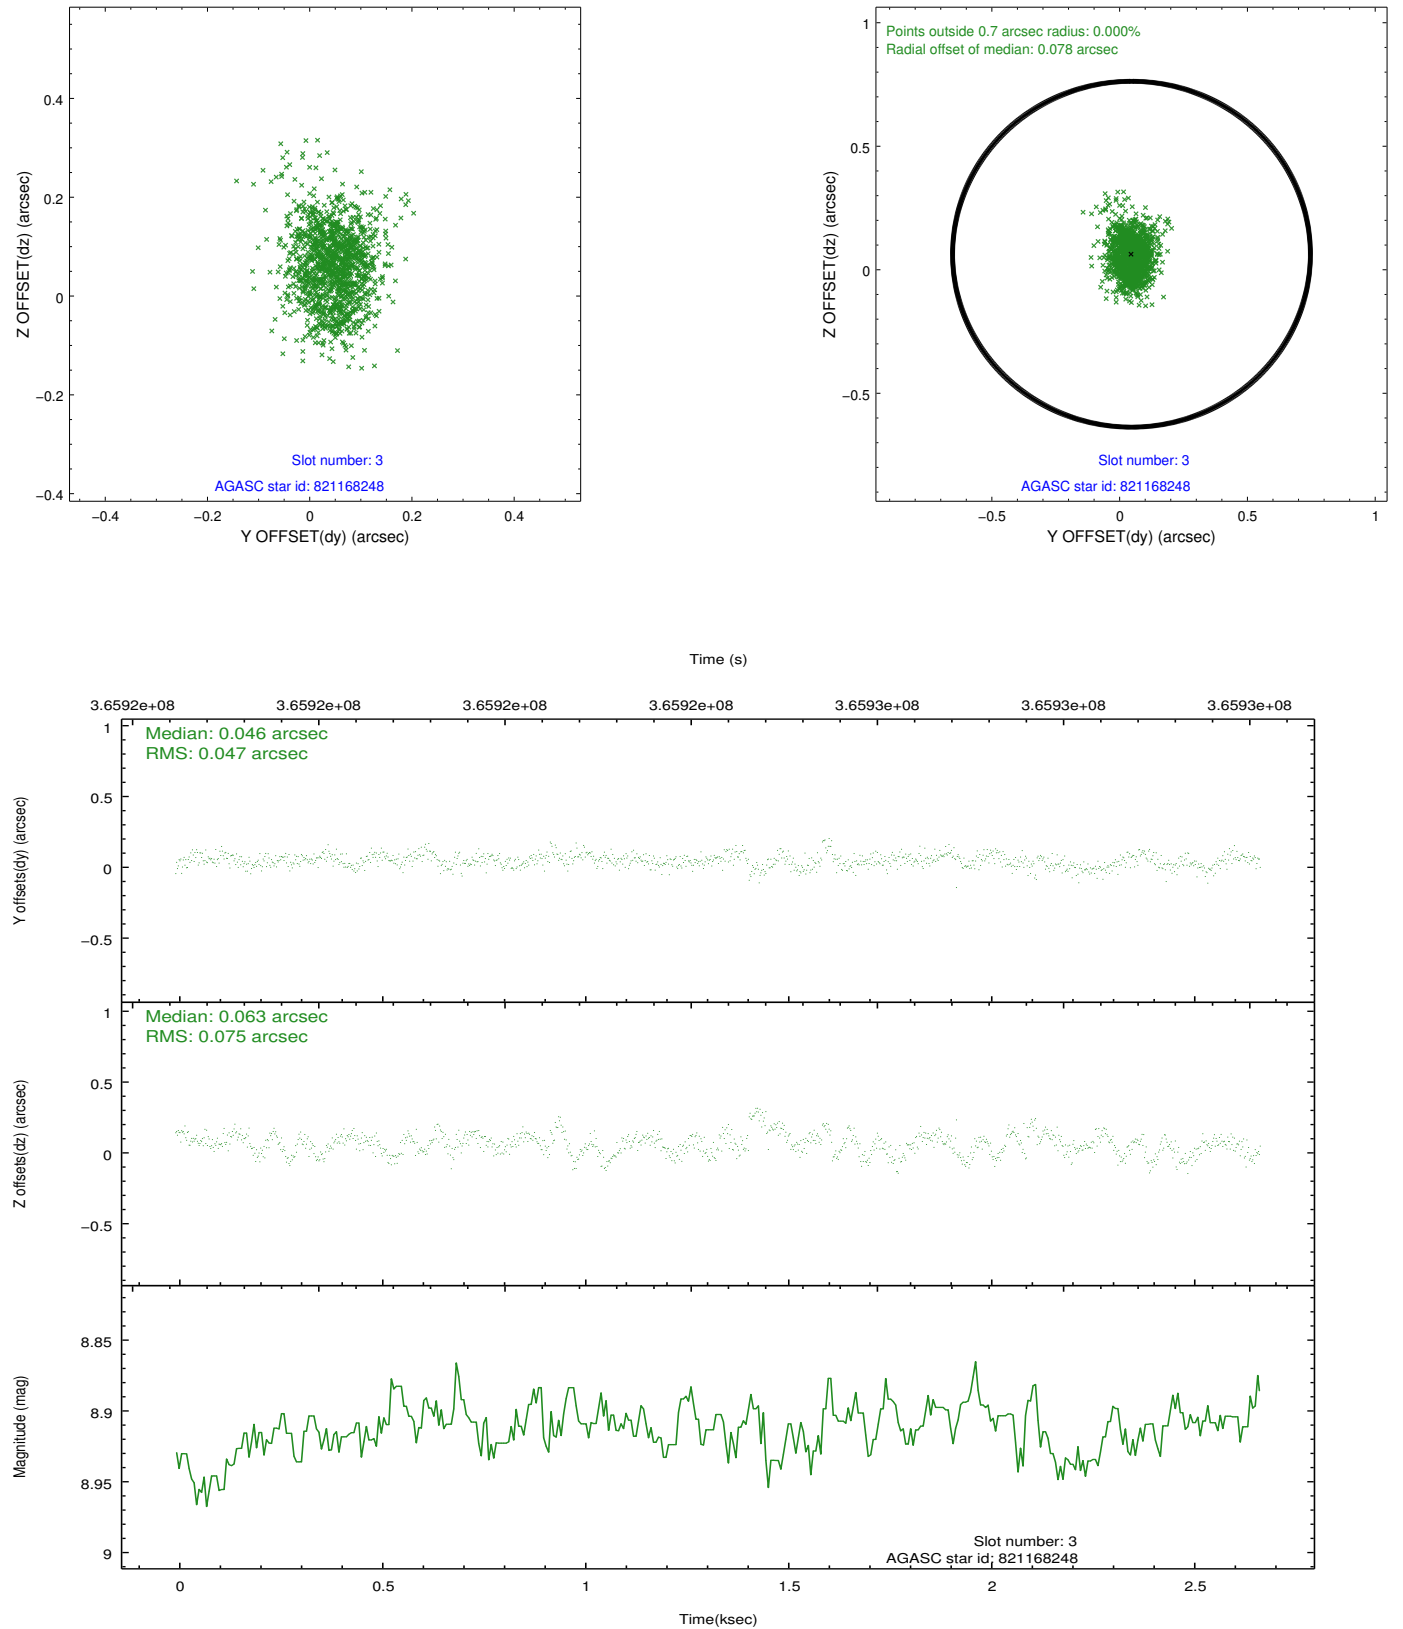 0.4
0.2
0
−0.2
−0.4
Z OFFSET(dz) (arcsec)
Slot number: 3
AGASC star id: 821168248
−0.4 −0.2 0 0.2 0.4
Y OFFSET(dy) (arcsec)
Points outside 0.7 arcsec radius: 0.000%
Radial offset of median: 0.078 arcsec
1
0.5
0
−0.5
Z OFFSET(dz) (arcsec)
Slot number: 3
AGASC star id: 821168248
−0.5 0 0.5 1
Y OFFSET(dy) (arcsec)
Time (s)
3.6592e+08 3.6592e+08 3.6592e+08 3.6592e+08 3.6593e+08 3.6593e+08 3.6593e+08
Median: 0.046 arcsec
RMS: 0.047 arcsec
1
0.5
0
−0.5
Y offsets(dy) (arcsec)
Median: 0.063 arcsec
RMS: 0.075 arcsec
1
0.5
0
−0.5
Z offsets(dz) (arcsec)
8.85
8.9
8.95
9
Magnitude (mag)
Slot number: 3
AGASC star id: 821168248
0 0.5 1 1.5 2 2.5
Time(ksec)